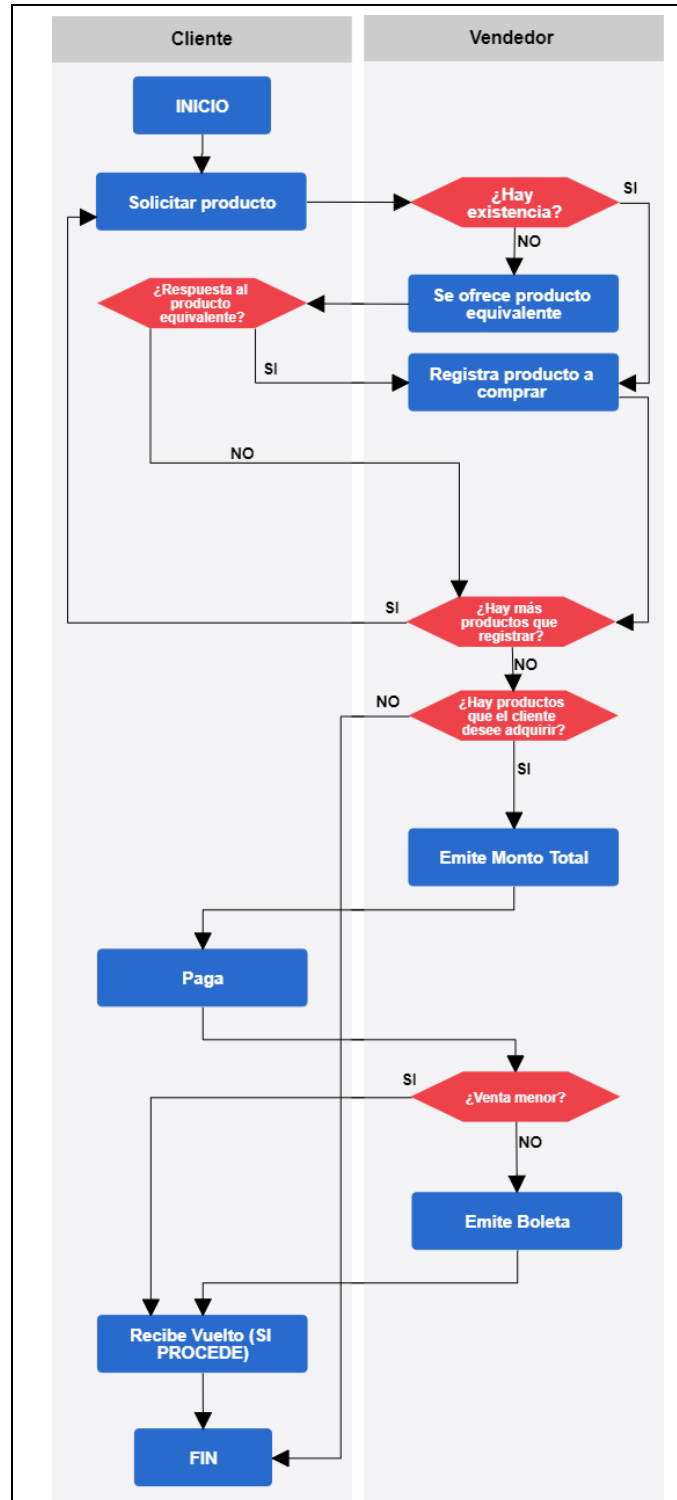 Cliente
Vendedor
INICIO
Solicitar producto
¿Hay
existencia?
SI
NO
¿Respuesta al
producto
equivalente?
Se ofrece producto
equivalente
SI
Registra producto a
comprar
NO
SI
¿Hay más
productos que
registrar?
NO
NO
¿Hay productos
que el cliente
desee adquirir?
SI
Emite Monto Total
Paga
SI
¿Venta menor?
NO
Emite Boleta
Recibe Vuelto (SI
PROCEDE)
FIN